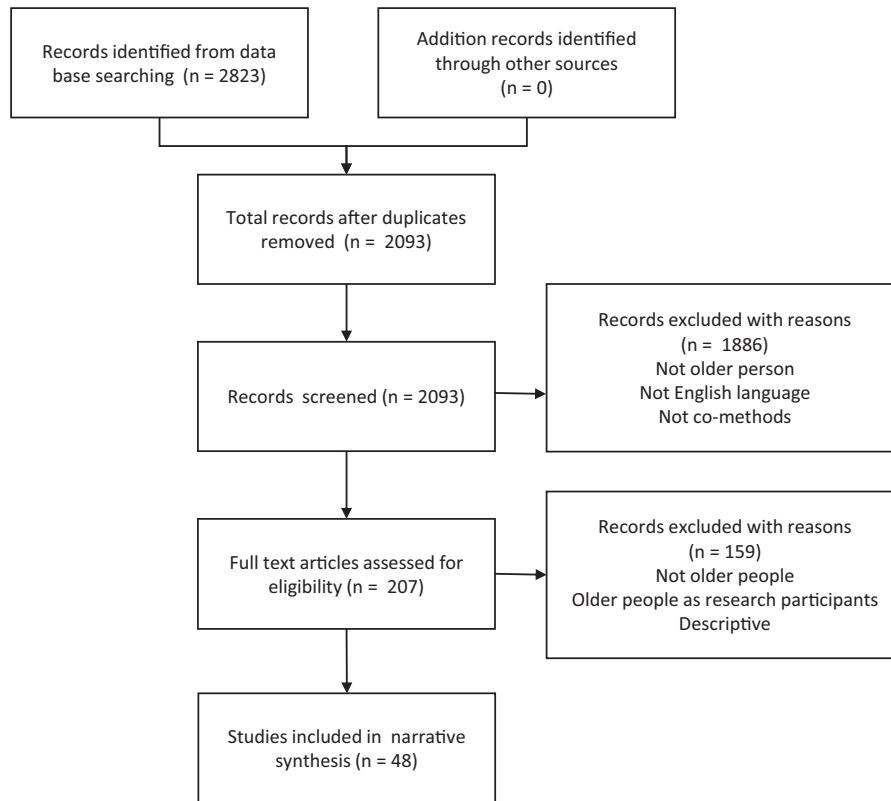 Records identified from data
base searching (n = 2823)
Addition records identified
through other sources
(n = 0)
Total records after duplicates
removed (n = 2093)
Records screened (n = 2093)
Records excluded with reasons
(n = 1886)
Not older person
Not English language
Not co-methods
Full text articles assessed for
eligibility (n = 207)
Records excluded with reasons
(n = 159)
Not older people
Older people as research participants
Descriptive
Studies included in narrative
synthesis (n = 48)